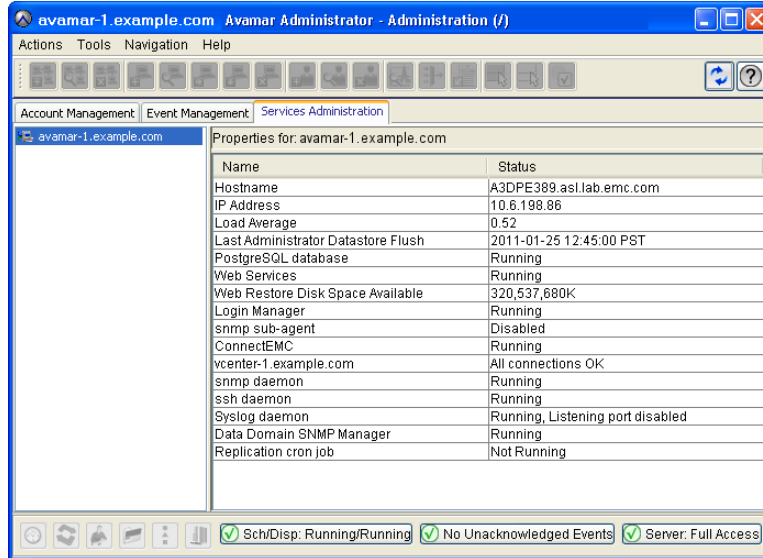 avamar-1.example.com Avamar Administrator - Administration (/)
Actions Tools Navigation Help
Account Management Event Management Services Administration
avamar-1.example.com
Properties for: avamar-1.example.com
Name Status
Hostname A3DPE389.asl.lab.emc.com
IP Address 10.6.198.86
Load Average 0.52
Last Administrator Datastore Flush 2011-01-25 12:45:00 PST
PostgreSQL database Running
Web Services Running
Web Restore Disk Space Available 320,537,680K
Login Manager Running
snmp sub-agent Disabled
ConnectEMC Running
vcenter-1.example.com All connections OK
snmp daemon Running
ssh daemon Running
Syslog daemon Running, Listening port disabled
Data Domain SNMP Manager Running
Replication cron job Not Running
Sch/Disp: Running/Running No Unacknowledged Events Server: Full Access